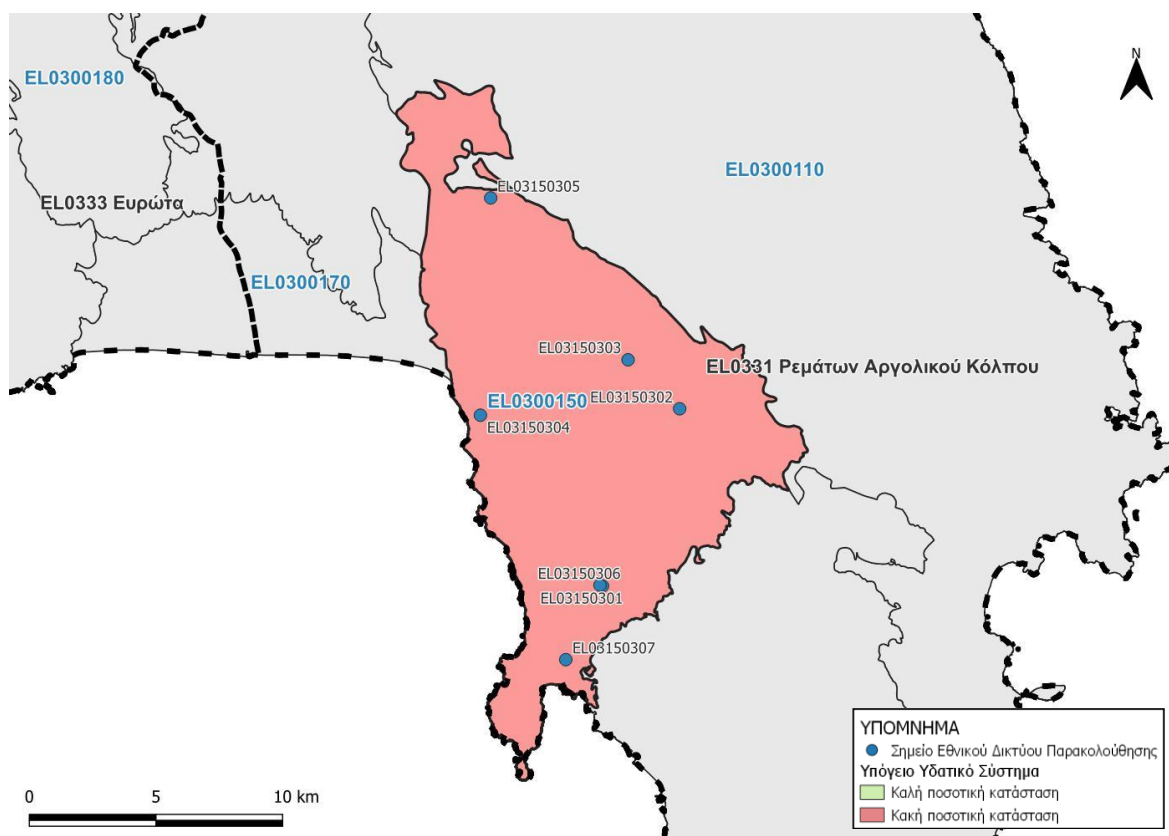 N
EL0300180
EL0300110
EL03150305
EL0333 Ευρώτα
EL0300170
EL03150303
EL0331 Ρεμάτων Αργολικού Κόλπου
EL0300150
EL03150302
EL03150304
EL03150306
EL03150301
EL03150307
ΥΠΟΜΝΗΜΑ
Σημείο Εθνικού Δικτύου Παρακολούθησης
Υπόγειο Υδατικό Σύστημα
Καλή ποσοτική κατάσταση
Κακή ποσοτική κατάσταση
0 5 10 km